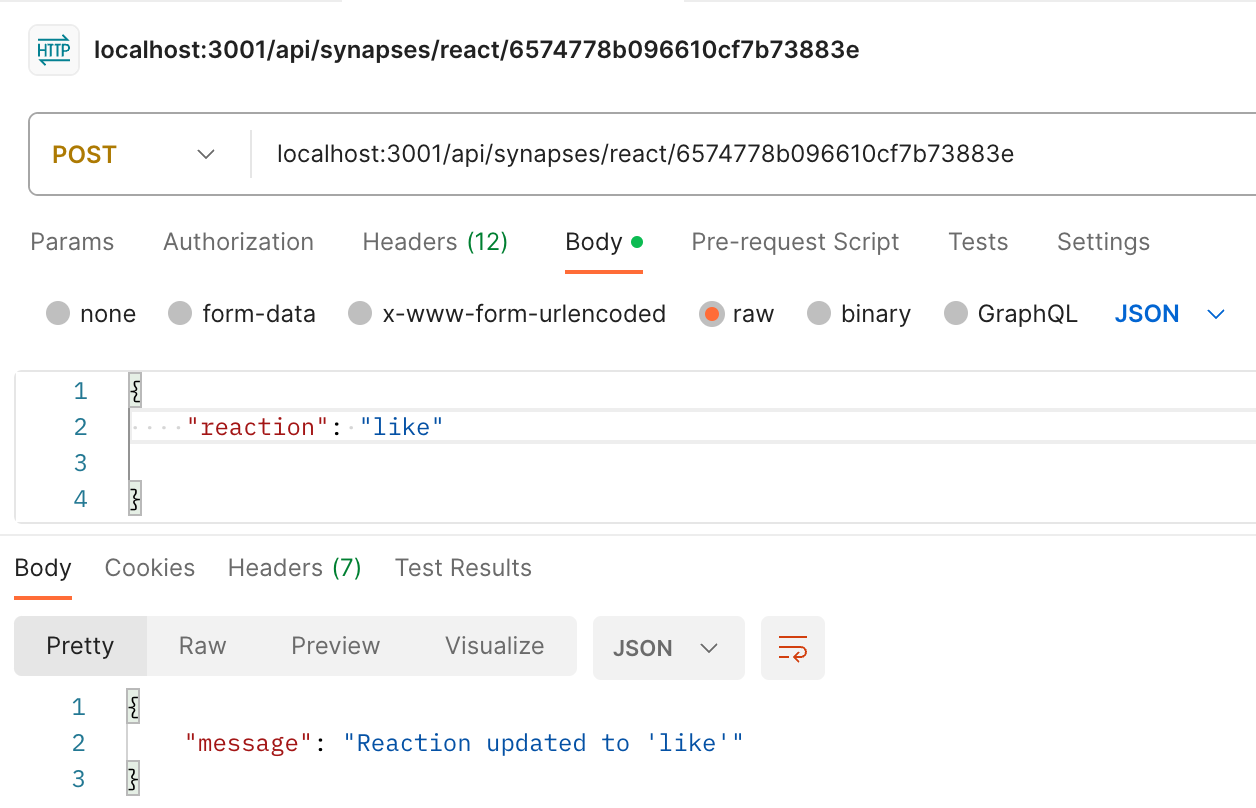 HTTP localhost:3001/api/synapses/react/6574778b096610cf7b73883e
POST localhost:3001/api/synapses/react/6574778b096610cf7b73883e
Params Authorization Headers (12) Body Pre-request Script Tests Settings
none form-data x-www-form-urlencoded raw binary GraphQL JSON
1 {
2 ····"reaction":·"like"
3
4 }
Body Cookies Headers (7) Test Results
Pretty Raw Preview Visualize JSON
1 {
2 "message": "Reaction updated to 'like'"
3 }